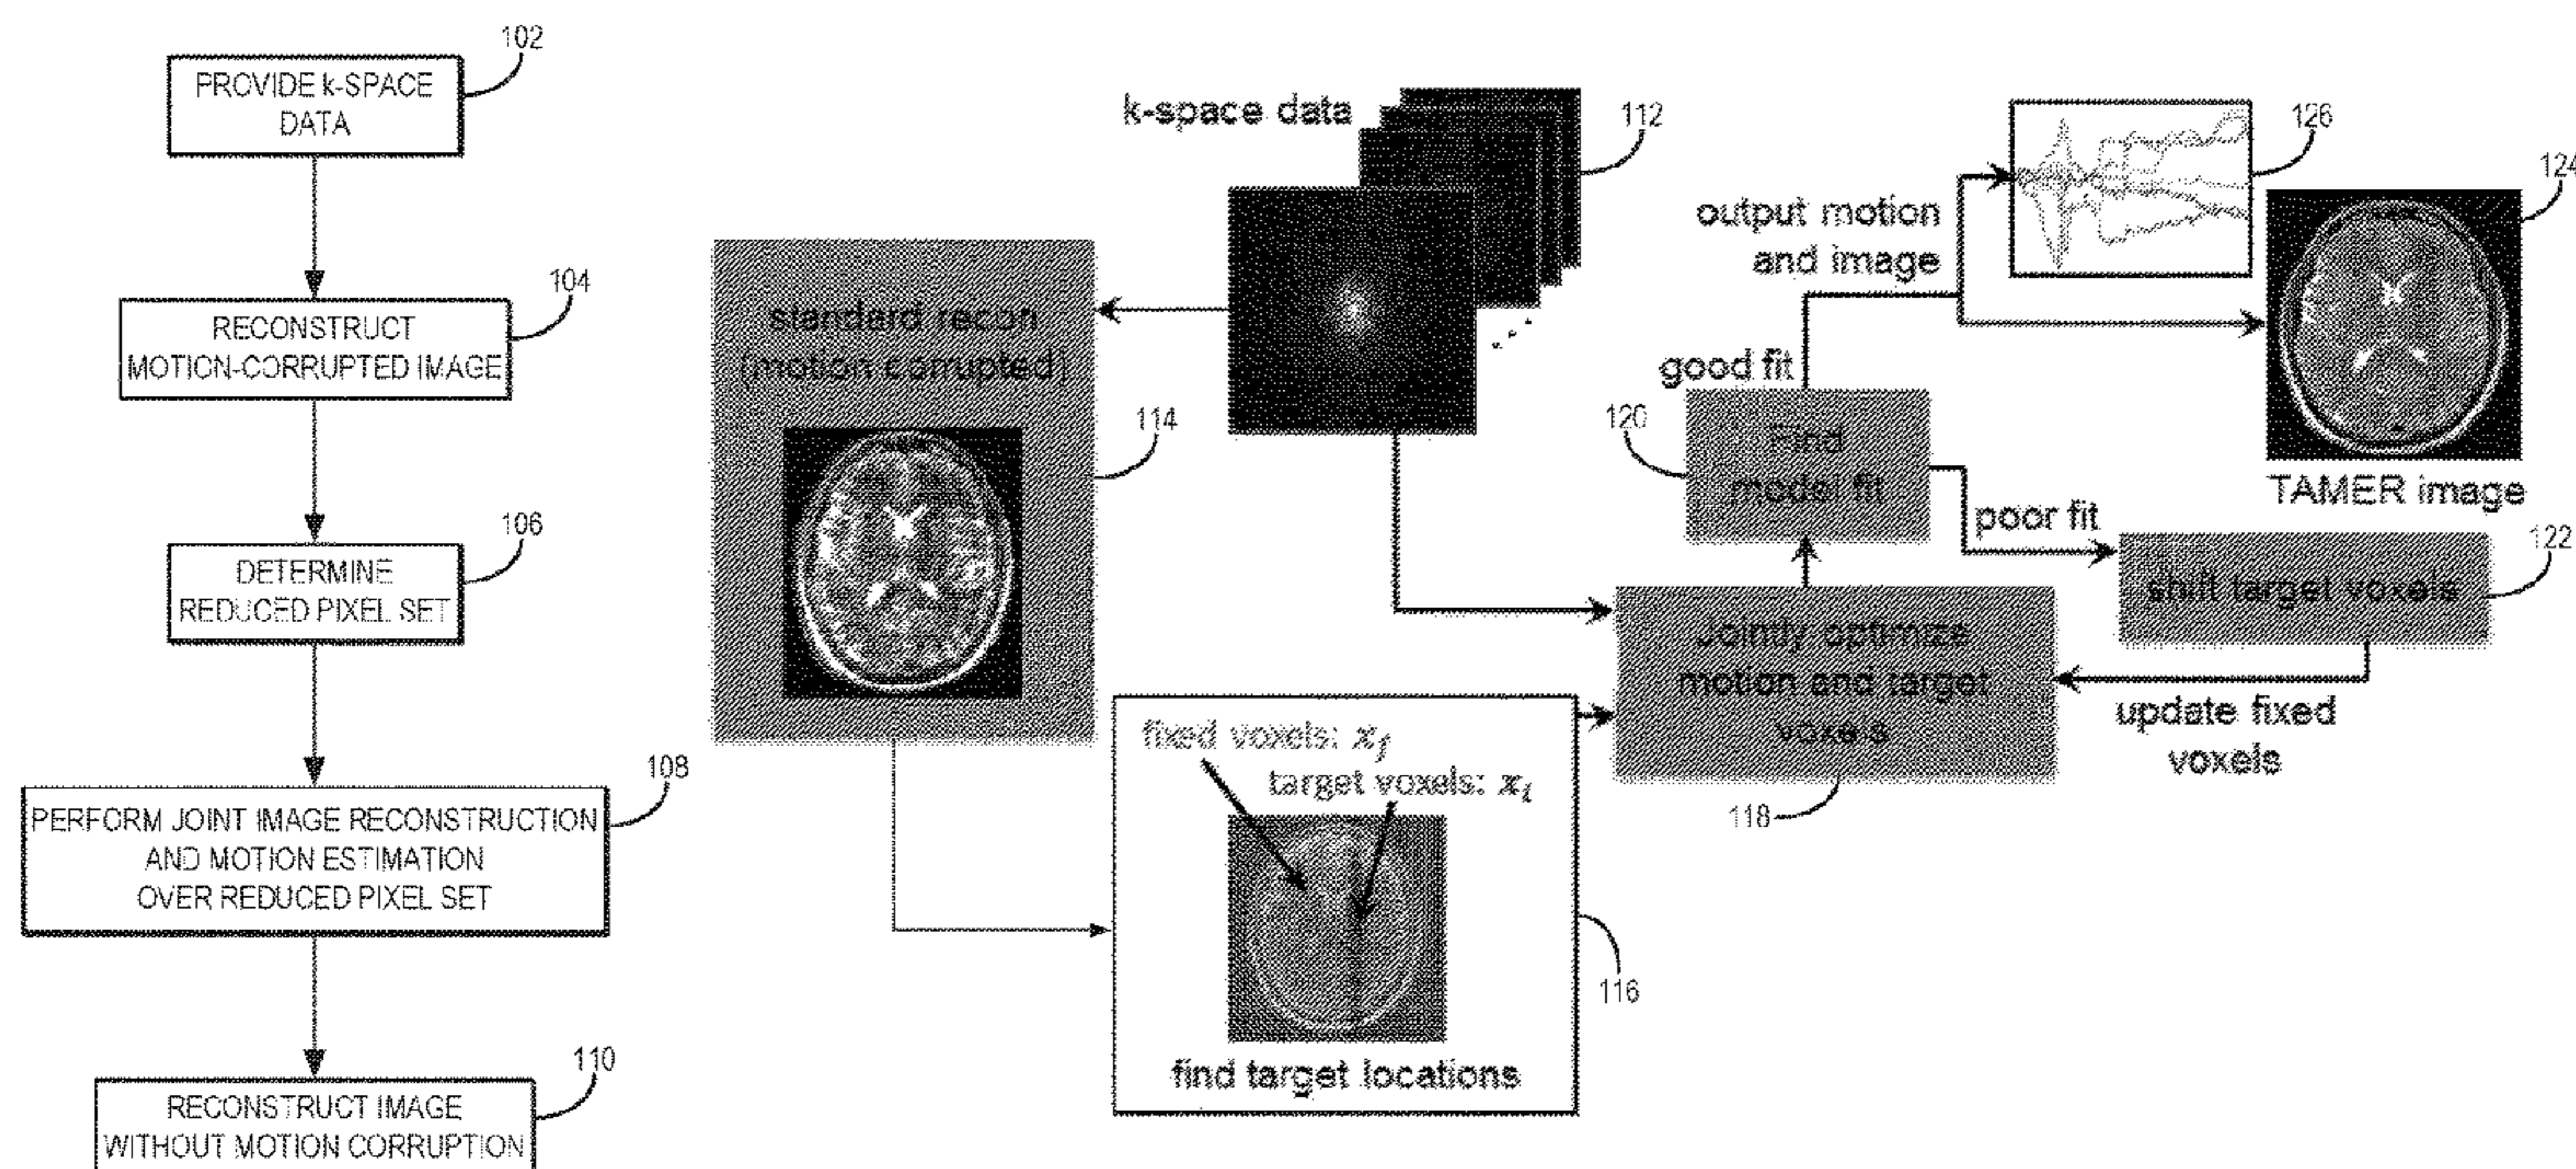 102
PROVIDE k-SPACE
DATA
104
RECONSTRUCT
MOTION-CORRUPTED IMAGE
106
DETERMINE
REDUCED PIXEL SET
108
PERFORM JOINT IMAGE RECONSTRUCTION
AND MOTION ESTIMATION
OVER REDUCED PIXEL SET
110
RECONSTRUCT IMAGE
WITHOUT MOTION CORRUPTION
k-space data
112
standard recon
(motion corrupted)
114
fixed voxels: x_f
target voxels: x_t
find target locations
116
Jointly optimize
motion and target
voxels
118
120
Find
model fit
good fit
output motion
and image
126
124
TAMER image
poor fit
122
shift target voxels
update fixed
voxels